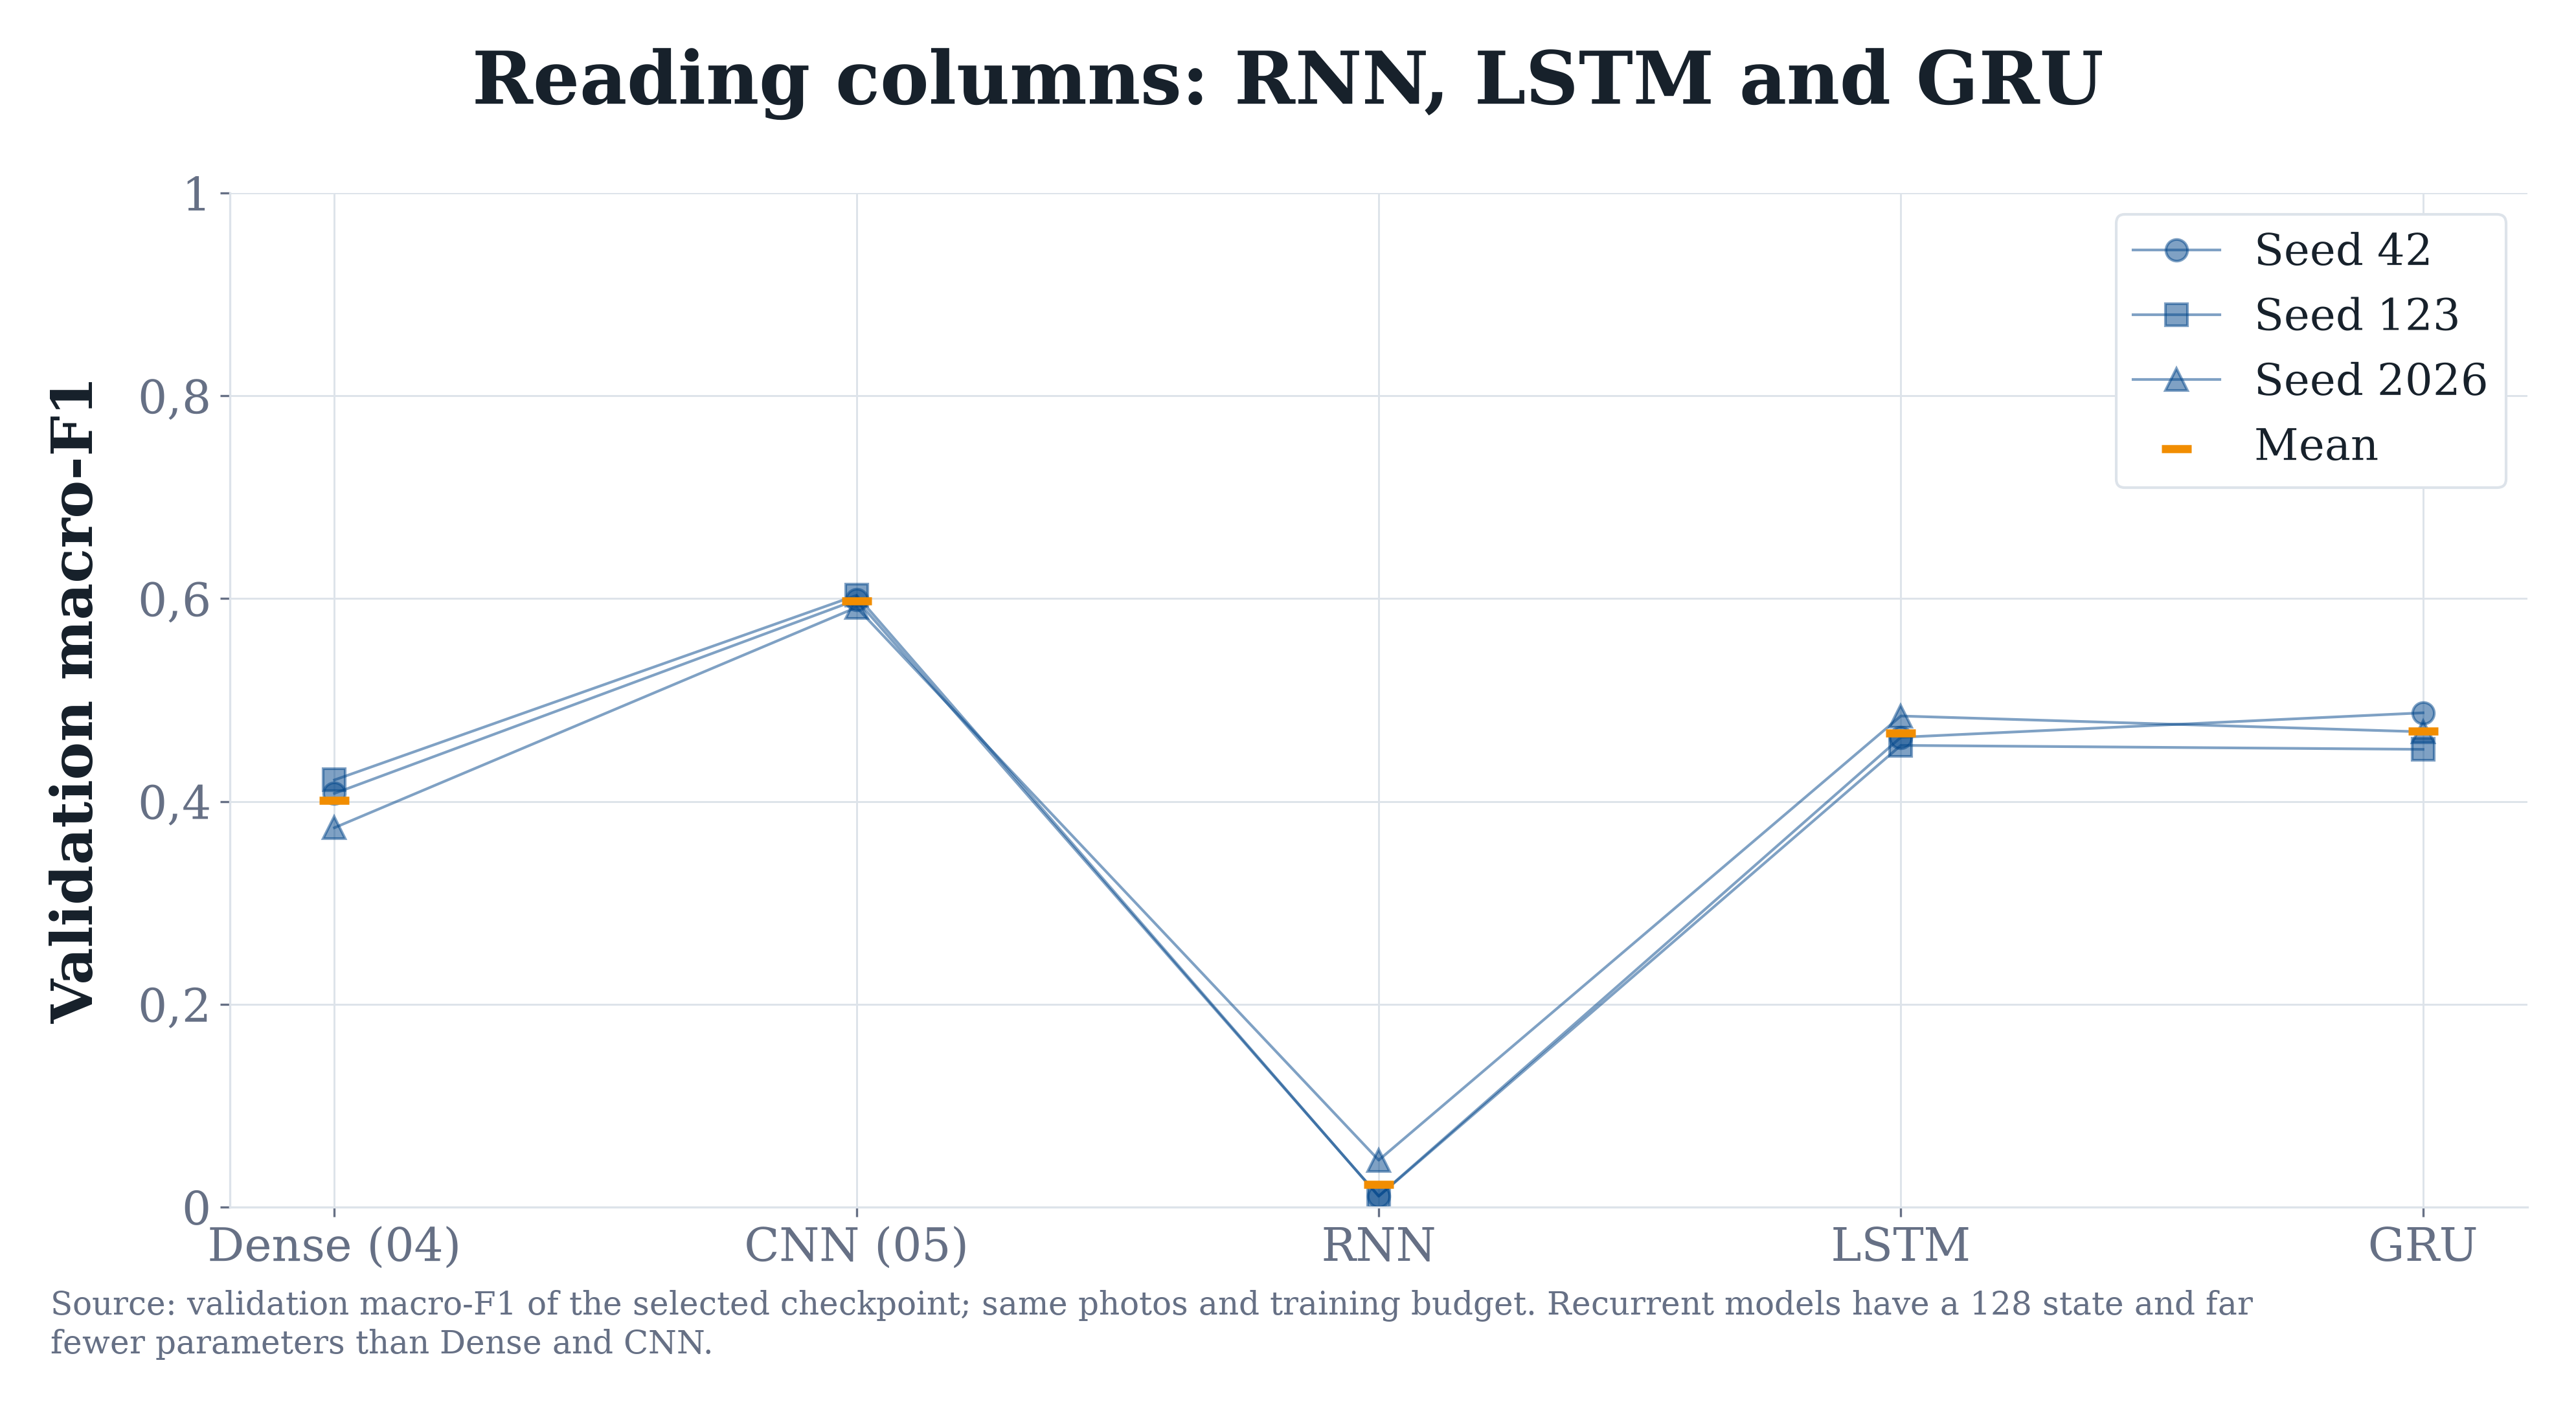 Reading columns: RNN, LSTM and GRU
Validation macro-F1
1
0,8
0,6
0,4
0,2
0
Seed 42
Seed 123
Seed 2026
Mean
Dense (04)
CNN (05)
RNN
LSTM
GRU
Source: validation macro-F1 of the selected checkpoint; same photos and training budget. Recurrent models have a 128 state and far
fewer parameters than Dense and CNN.